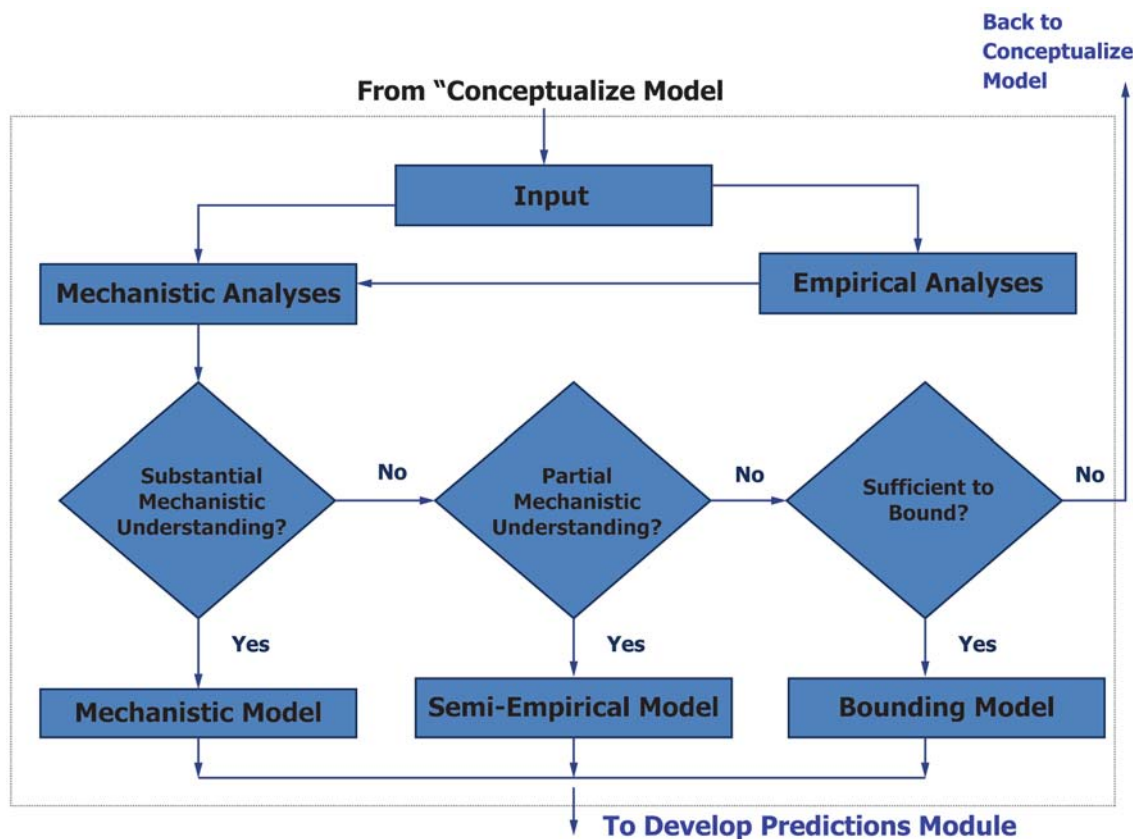 Back to
Conceptualize
Model
From “Conceptualize Model
Input
Mechanistic Analyses
Empirical Analyses
Substantial
Mechanistic
Understanding?
No
Partial
Mechanistic
Understanding?
No
Sufficient to
Bound?
No
Yes
Yes
Yes
Mechanistic Model
Semi-Empirical Model
Bounding Model
To Develop Predictions Module